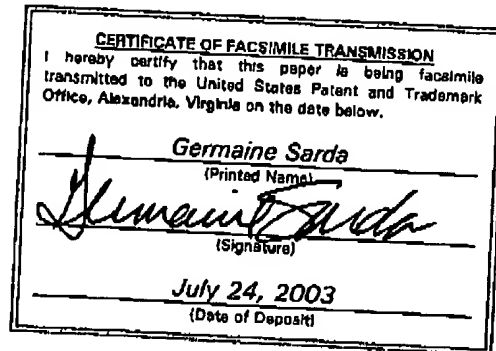 CERTIFICATE OF FACSIMILE TRANSMISSION
I hereby certify that this paper is being facsimile
transmitted to the United States Patent and Trademark
Office, Alexandria, Virginia on the date below.
Germaine Sarda
(Printed Name)
Germaine Sarda
(Signature)
July 24, 2003
(Date of Deposit)